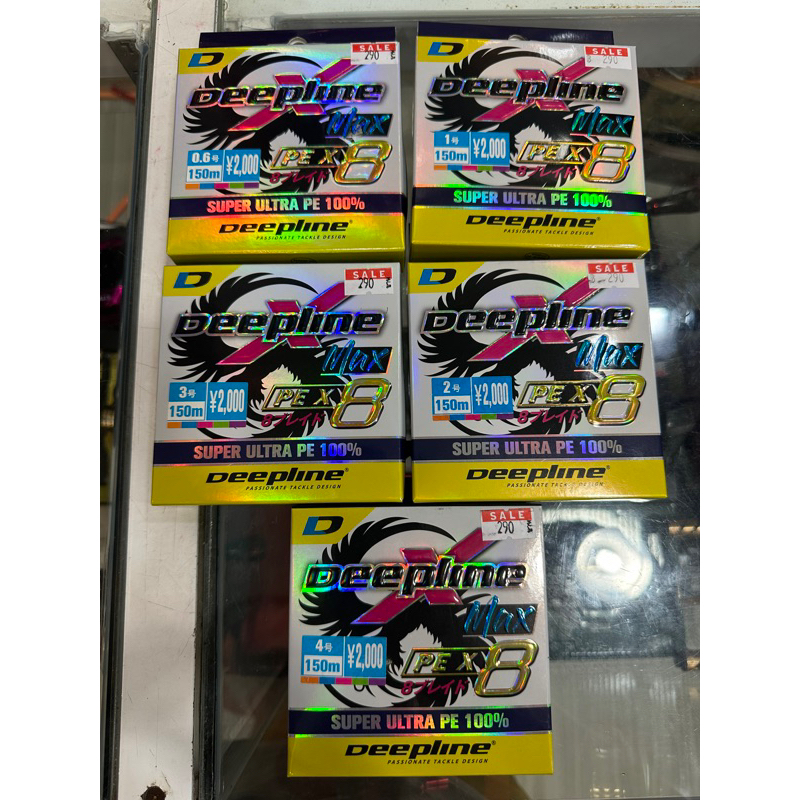 D
SALE
290
Deepline
X
Max
0.6号
150m
¥2,000
PE X8
8ブレイド
SUPER ULTRA PE 100%
Deepline®
PASSIONATE TACKLE DESIGN
D
SALE
290
Deepline
X
Max
1号
150m
¥2,000
PE X8
8ブレイド
SUPER ULTRA PE 100%
Deepline®
PASSIONATE TACKLE DESIGN
D
SALE
290
Deepline
X
Max
3号
150m
¥2,000
PE X8
8ブレイド
SUPER ULTRA PE 100%
Deepline®
PASSIONATE TACKLE DESIGN
D
SALE
290
Deepline
X
Max
2号
150m
¥2,000
PE X8
8ブレイド
SUPER ULTRA PE 100%
Deepline®
PASSIONATE TACKLE DESIGN
D
SALE
290
Deepline
X
Max
4号
150m
¥2,000
PE X8
8ブレイド
SUPER ULTRA PE 100%
Deepline®
PASSIONATE TACKLE DESIGN